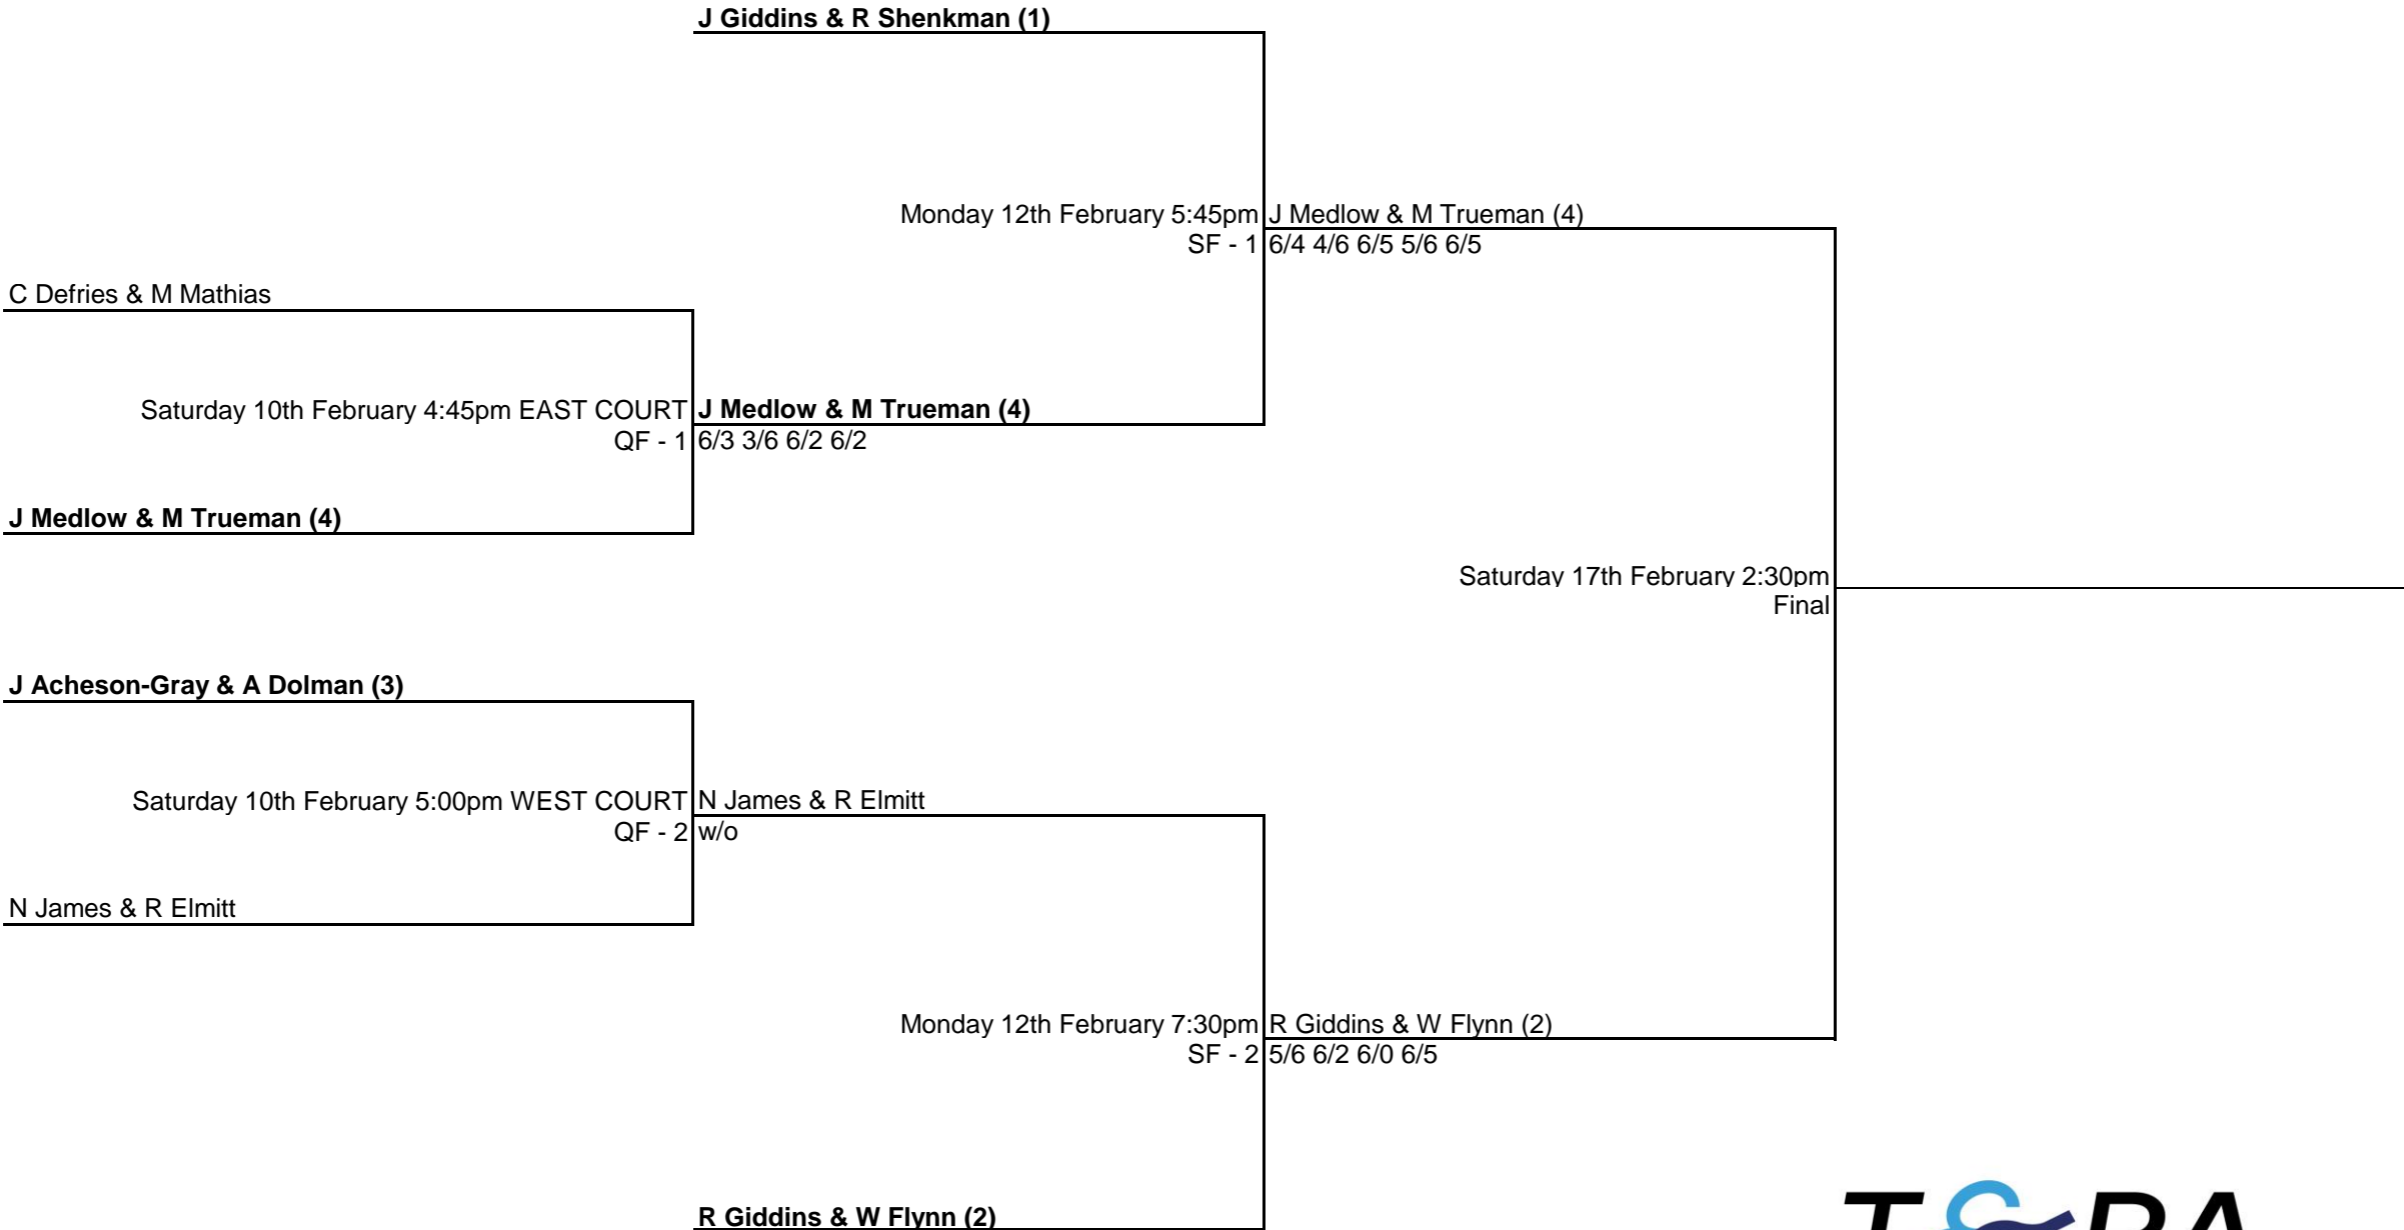 J Giddins & R Shenkman (1)
Monday 12th February 5:45pm J Medlow & M Trueman (4)
SF - 1 6/4 4/6 6/5 5/6 6/5
C Defries & M Mathias
Saturday 10th February 4:45pm EAST COURT J Medlow & M Trueman (4)
QF - 1 6/3 3/6 6/2 6/2
J Medlow & M Trueman (4)
Saturday 17th February 2:30pm
Final
J Acheson-Gray & A Dolman (3)
Saturday 10th February 5:00pm WEST COURT N James & R Elmitt
QF - 2 w/o
N James & R Elmitt
Monday 12th February 7:30pm R Giddins & W Flynn (2)
SF - 2 5/6 6/2 6/0 6/5
R Giddins & W Flynn (2)
T&RA